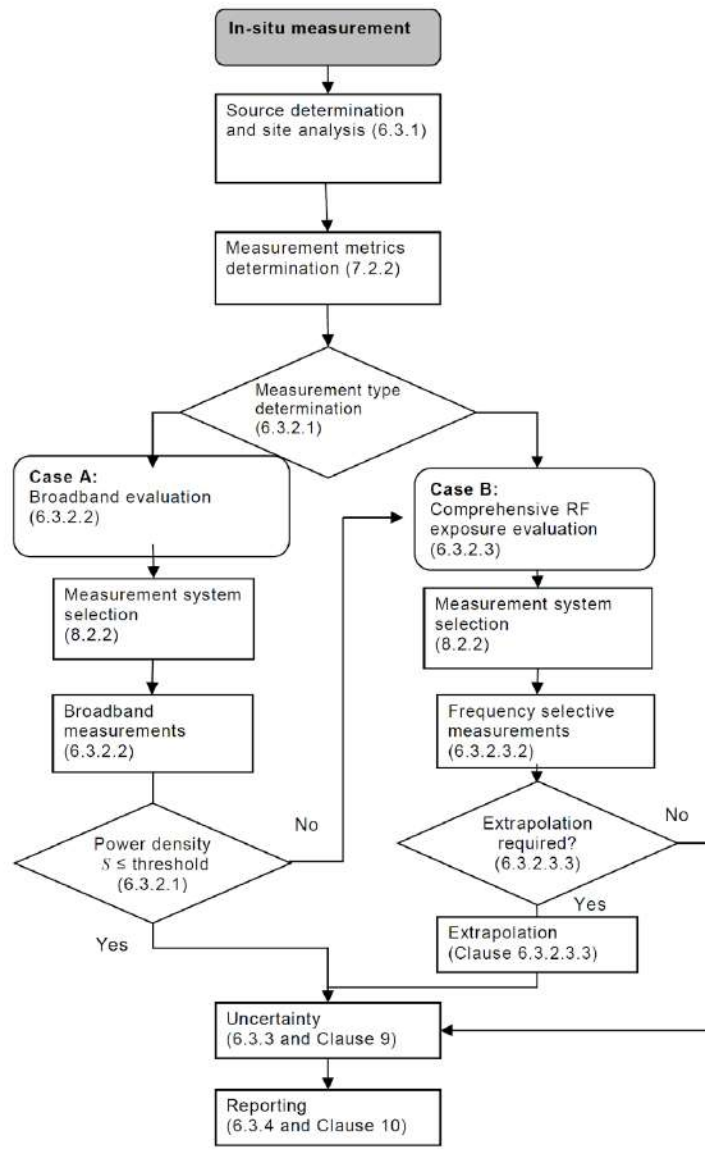 In-situ measurement
Source determination
and site analysis (6.3.1)
Measurement metrics
determination (7.2.2)
Measurement type
determination
(6.3.2.1)
Case A:
Broadband evaluation
(6.3.2.2)
Case B:
Comprehensive RF
exposure evaluation
(6.3.2.3)
Measurement system
selection
(8.2.2)
Measurement system
selection
(8.2.2)
Broadband
measurements
(6.3.2.2)
Frequency selective
measurements
(6.3.2.3.2)
Power density
S ≤ threshold
(6.3.2.1)
No
Yes
Extrapolation
required?
(6.3.2.3.3)
No
Yes
Extrapolation
(Clause 6.3.2.3.3)
Uncertainty
(6.3.3 and Clause 9)
Reporting
(6.3.4 and Clause 10)